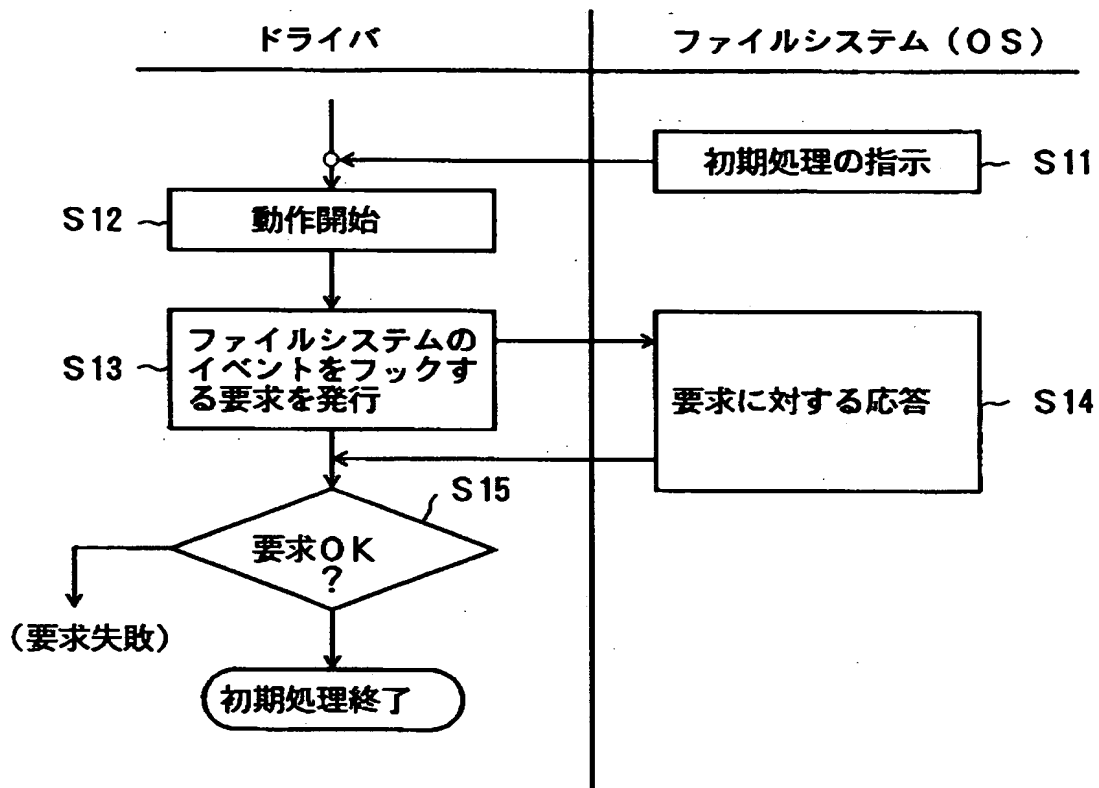 ドライバ
ファイルシステム(OS)
初期処理の指示
S11
S12
動作開始
S13
ファイルシステムの
イベントをフックす
る要求を発行
要求に対する応答
S14
S15
要求OK
?
(要求失敗)
初期処理終了